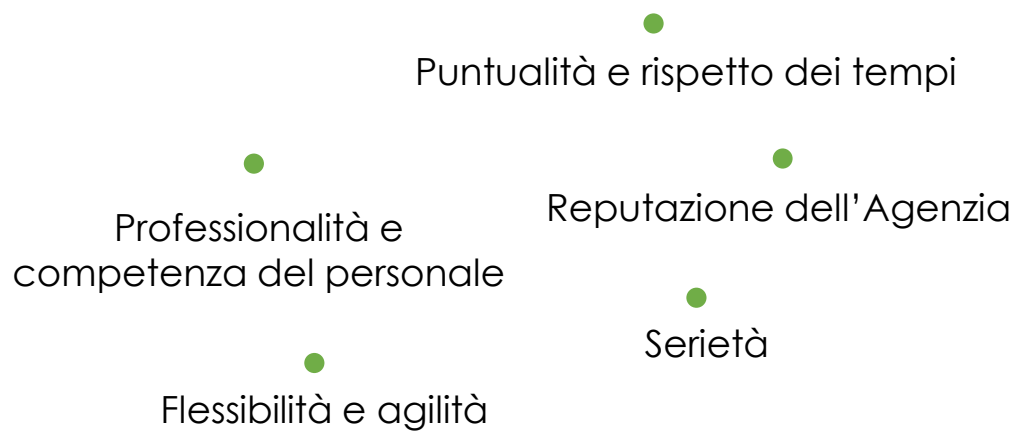 Puntualità e rispetto dei tempi
Reputazione dell’Agenzia
Professionalità e
competenza del personale
Serietà
Flessibilità e agilità